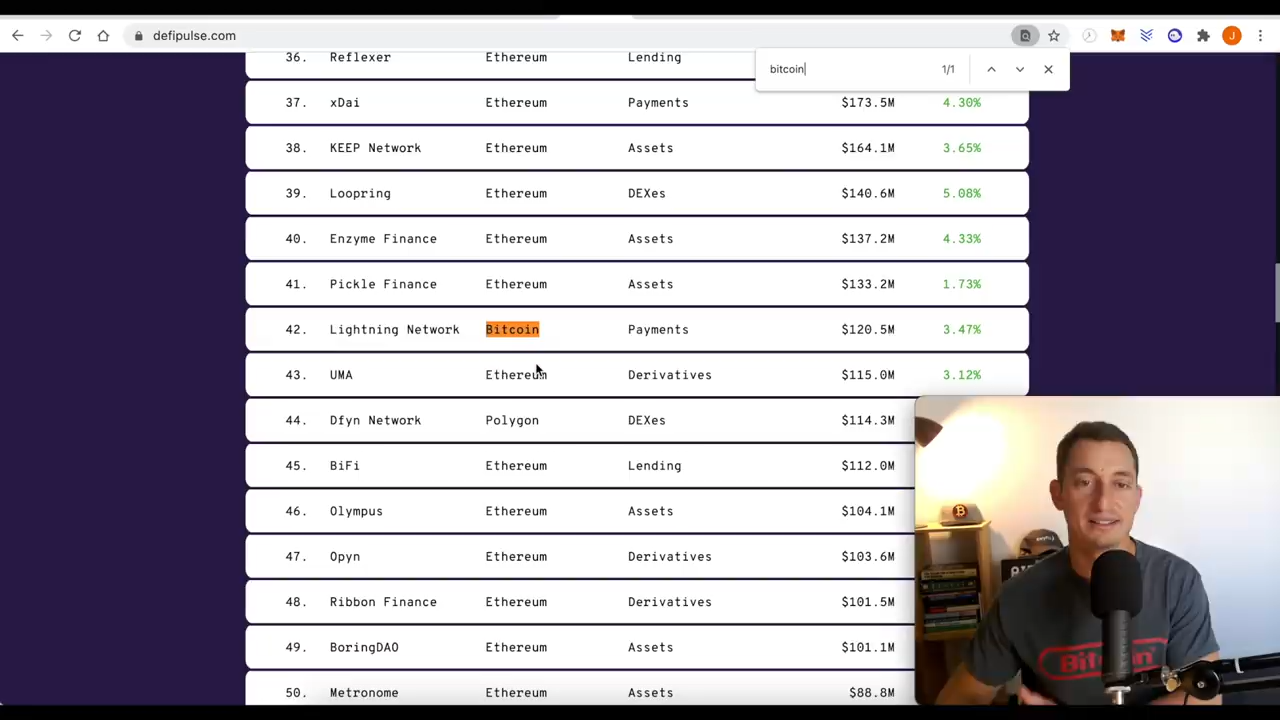 defipulse.com
J
bitcoin 1/1
36. Reflexer Ethereum Lending
37. xDai Ethereum Payments $173.5M 4.30%
38. KEEP Network Ethereum Assets $164.1M 3.65%
39. Loopring Ethereum DEXes $140.6M 5.08%
40. Enzyme Finance Ethereum Assets $137.2M 4.33%
41. Pickle Finance Ethereum Assets $133.2M 1.73%
42. Lightning Network Bitcoin Payments $120.5M 3.47%
43. UMA Ethereum Derivatives $115.0M 3.12%
44. Dfyn Network Polygon DEXes $114.3M
45. BiFi Ethereum Lending $112.0M
46. Olympus Ethereum Assets $104.1M
47. Opyn Ethereum Derivatives $103.6M
48. Ribbon Finance Ethereum Derivatives $101.5M
49. BoringDAO Ethereum Assets $101.1M
50. Metronome Ethereum Assets $88.8M